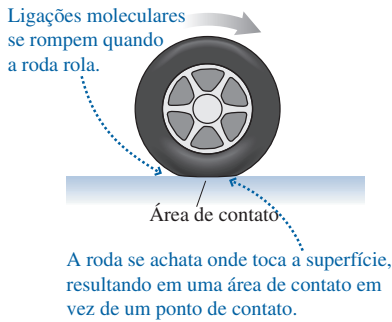 Ligações moleculares
se rompem quando
a roda rola.
Área de contato
A roda se achata onde toca a superfície,
resultando em uma área de contato em
vez de um ponto de contato.